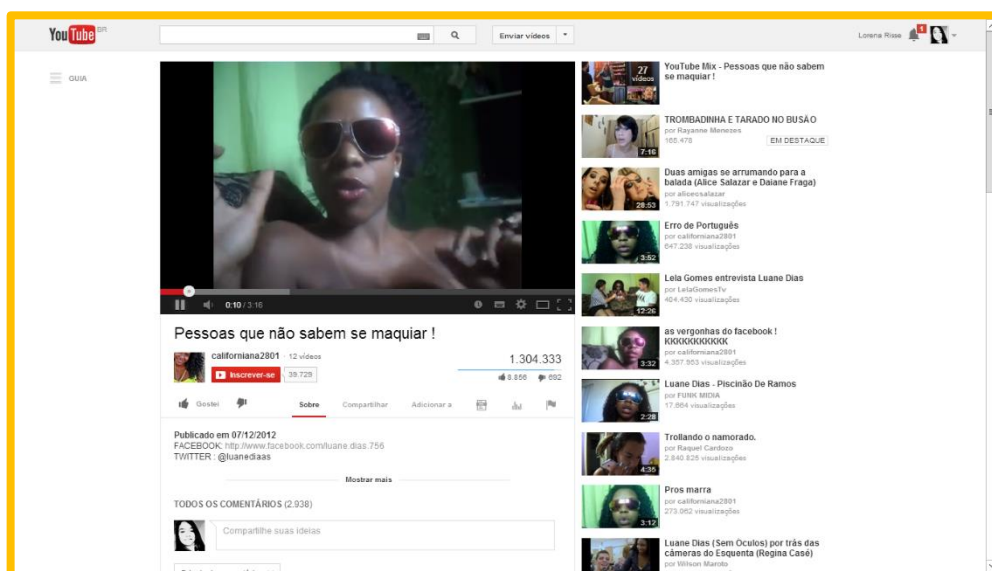 You Tube BR
Enviar vídeos
Lorena Risse
1
GUIA
0:10 / 3:16
Pessoas que não sabem se maquiar !
californiana2801 · 12 vídeos
Inscrever-se 39.729
1.304.333
8.856 692
Gostei
Sobre
Compartilhar
Adicionar a
Publicado em 07/12/2012
FACEBOOK: http://www.facebook.com/luane.dias.756
TWITTER : @luanediaas
Mostrar mais
TODOS OS COMENTÁRIOS (2.938)
Compartilhe suas ideias
27
vídeos
YouTube Mix - Pessoas que não sabem
se maquiar !
7:16
TROMBADINHA E TARADO NO BUSÃO
por Rayanne Menezes
165.478
EM DESTAQUE
28:53
Duas amigas se arrumando para a
balada (Alice Salazar e Daiane Fraga)
por alicecsalazar
1.791.747 visualizações
3:52
Erro de Português
por californiana2801
647.238 visualizações
12:26
Lela Gomes entrevista Luane Dias
por LelaGomesTv
404.430 visualizações
3:32
as vergonhas do facebook !
KKKKKKKKKKK
por californiana2801
4.357.953 visualizações
2:28
Luane Dias - Piscinão De Ramos
por FUNK MIDIA
17.664 visualizações
4:35
Trollando o namorado.
por Raquel Cardozo
2.840.825 visualizações
3:12
Pros marra
por californiana2801
273.062 visualizações
Luane Dias (Sem Óculos) por trás das
câmeras do Esquenta (Regina Casé)
por Wilson Maroto